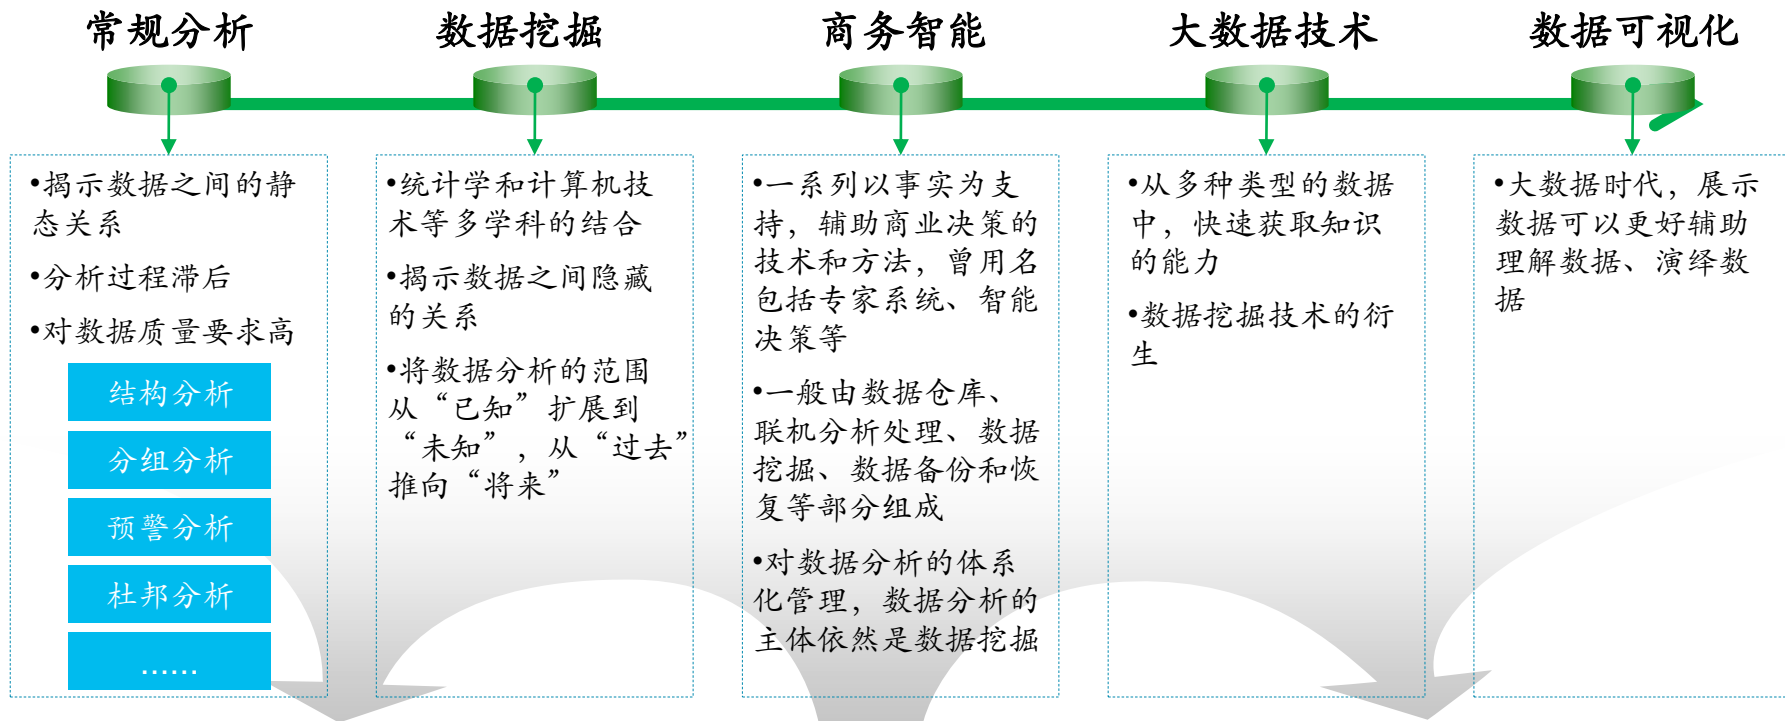 常规分析
数据挖掘
商务智能
大数据技术
数据可视化
•揭示数据之间的静
态关系
•分析过程滞后
•对数据质量要求高
结构分析
分组分析
预警分析
杜邦分析
……
•统计学和计算机技
术等多学科的结合
•揭示数据之间隐藏
的关系
•将数据分析的范围
从“已知”扩展到
“未知”，从“过去”
推向“将来”
•一系列以事实为支
持，辅助商业决策的
技术和方法，曾用名
包括专家系统、智能
决策等
•一般由数据仓库、
联机分析处理、数据
挖掘、数据备份和恢
复等部分组成
•对数据分析的体系
化管理，数据分析的
主体依然是数据挖掘
•从多种类型的数据
中，快速获取知识
的能力
•数据挖掘技术的衍
生
•大数据时代，展示
数据可以更好辅助
理解数据、演绎数
据